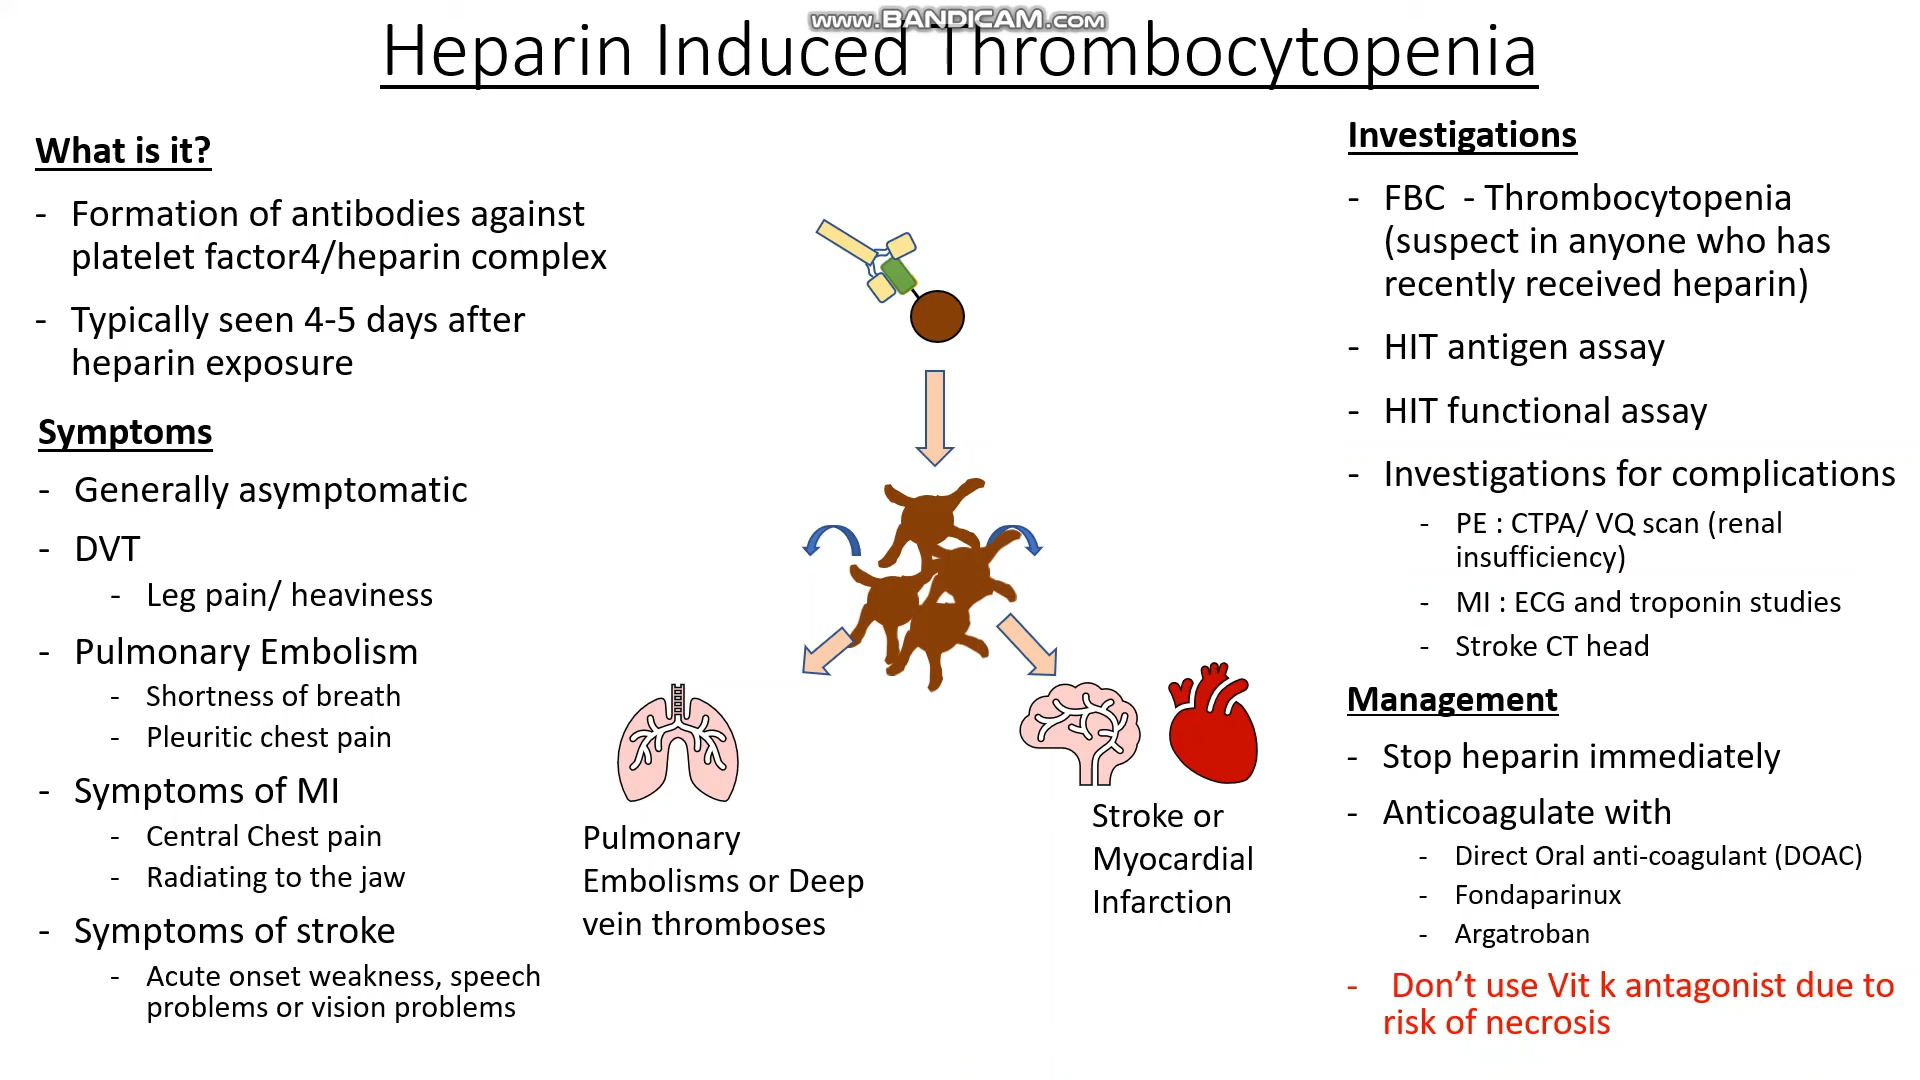 www.BANDICAM.com
Heparin Induced Thrombocytopenia
What is it?
- Formation of antibodies against
platelet factor4/heparin complex
- Typically seen 4-5 days after
heparin exposure
Symptoms
- Generally asymptomatic
- DVT
- Leg pain/ heaviness
- Pulmonary Embolism
- Shortness of breath
- Pleuritic chest pain
- Symptoms of MI
- Central Chest pain
- Radiating to the jaw
- Symptoms of stroke
- Acute onset weakness, speech
problems or vision problems
Pulmonary
Embolisms or Deep
vein thromboses
Stroke or
Myocardial
Infarction
Investigations
- FBC - Thrombocytopenia
(suspect in anyone who has
recently received heparin)
- HIT antigen assay
- HIT functional assay
- Investigations for complications
- PE : CTPA/ VQ scan (renal
insufficiency)
- MI : ECG and troponin studies
- Stroke CT head
Management
- Stop heparin immediately
- Anticoagulate with
- Direct Oral anti-coagulant (DOAC)
- Fondaparinux
- Argatroban
- Don't use Vit k antagonist due to
risk of necrosis